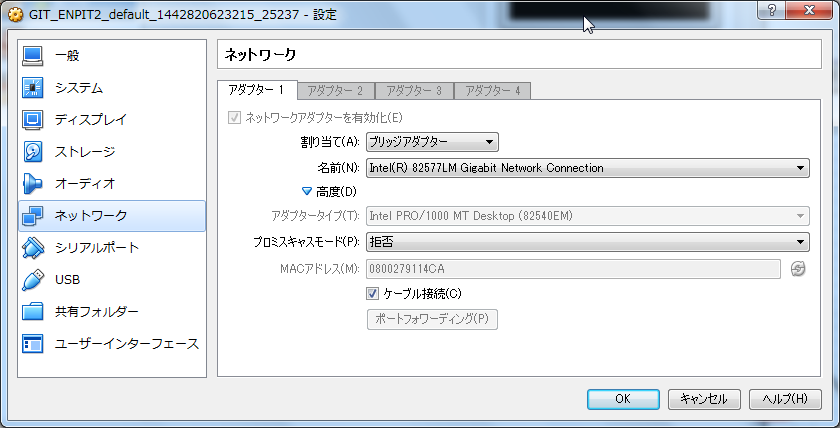 GIT_ENPIT2_default_1442820623215_25237 - 設定
一般
システム
ディスプレイ
ストレージ
オーディオ
ネットワーク
シリアルポート
USB
共有フォルダー
ユーザーインターフェース
ネットワーク
アダプター 1 アダプター 2 アダプター 3 アダプター 4
ネットワークアダプターを有効化(E)
割り当て(A): ブリッジアダプター
名前(N): Intel(R) 82577LM Gigabit Network Connection
高度(D)
アダプタータイプ(T): Intel PRO/1000 MT Desktop (82540EM)
プロミスキャスモード(P): 拒否
MACアドレス(M): 0800279114CA
ケーブル接続(C)
ポートフォワーディング(P)
OK キャンセル ヘルプ(H)